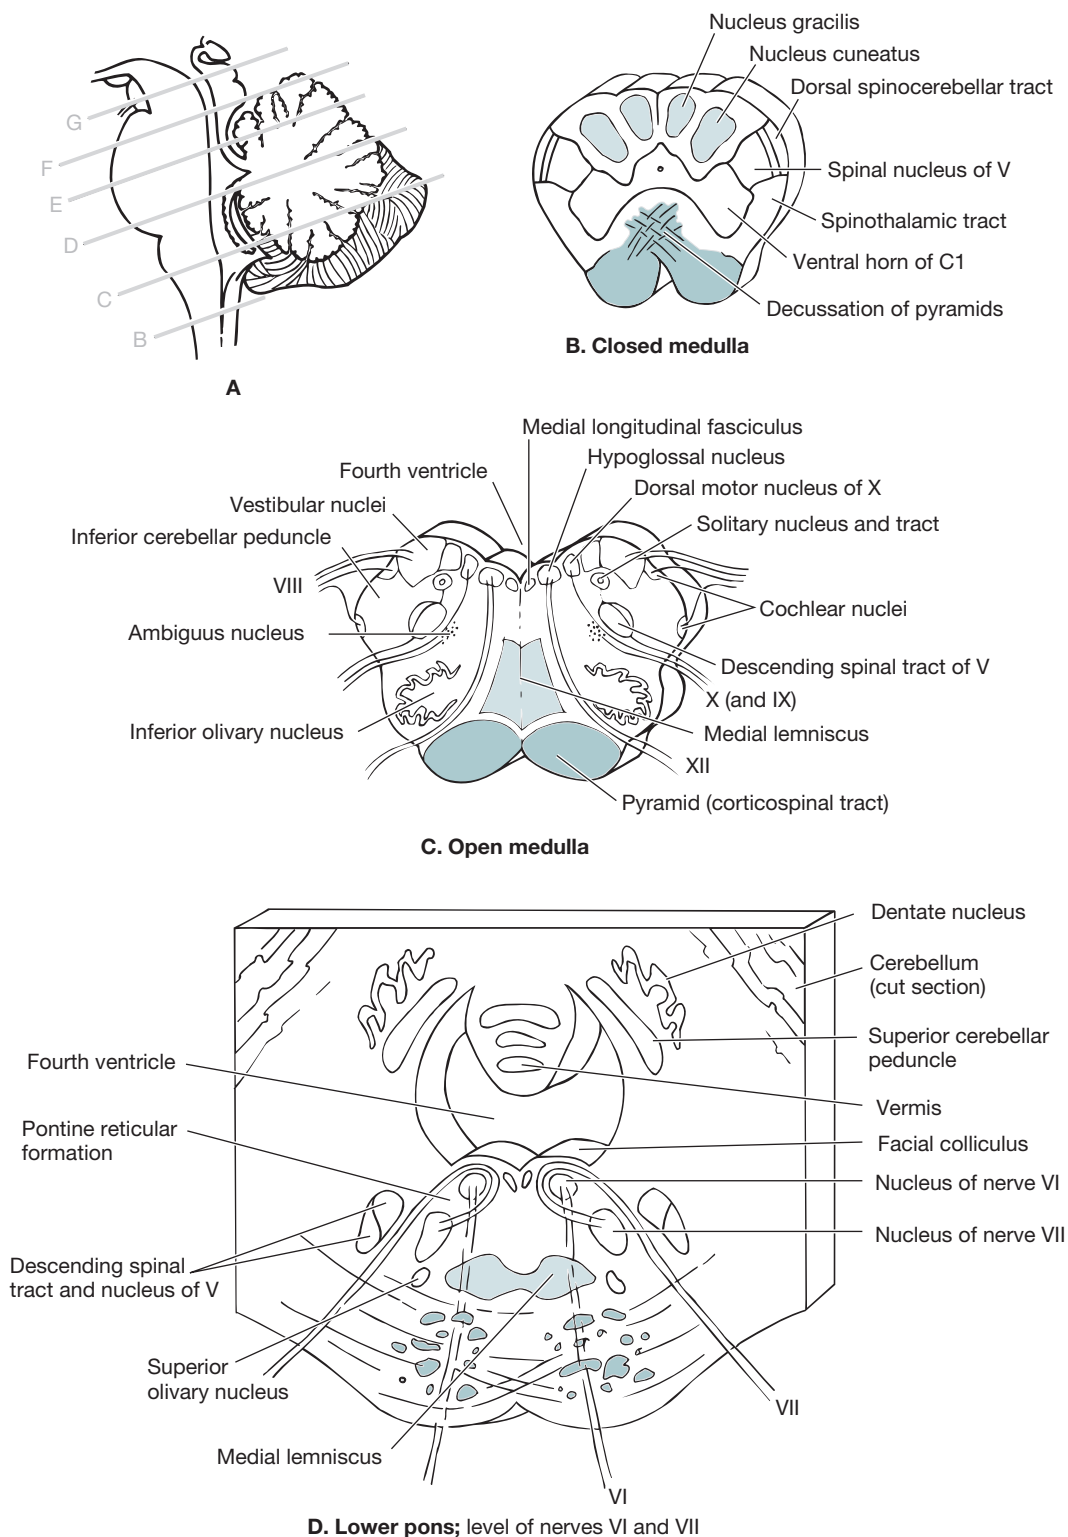 G
F
E
D
C
B
A
Nucleus gracilis
Nucleus cuneatus
Dorsal spinocerebellar tract
Spinal nucleus of V
Spinothalamic tract
Ventral horn of C1
Decussation of pyramids
B. Closed medulla
Medial longitudinal fasciculus
Hypoglossal nucleus
Fourth ventricle
Dorsal motor nucleus of X
Vestibular nuclei
Solitary nucleus and tract
Inferior cerebellar peduncle
VIII
Cochlear nuclei
Ambiguus nucleus
Descending spinal tract of V
X (and IX)
Inferior olivary nucleus
Medial lemniscus
XII
Pyramid (corticospinal tract)
C. Open medulla
Dentate nucleus
Cerebellum
(cut section)
Superior cerebellar
peduncle
Fourth ventricle
Vermis
Pontine reticular
formation
Facial colliculus
Nucleus of nerve VI
Nucleus of nerve VII
Descending spinal
tract and nucleus of V
Superior
olivary nucleus
VII
Medial lemniscus
VI
D. Lower pons; level of nerves VI and VII